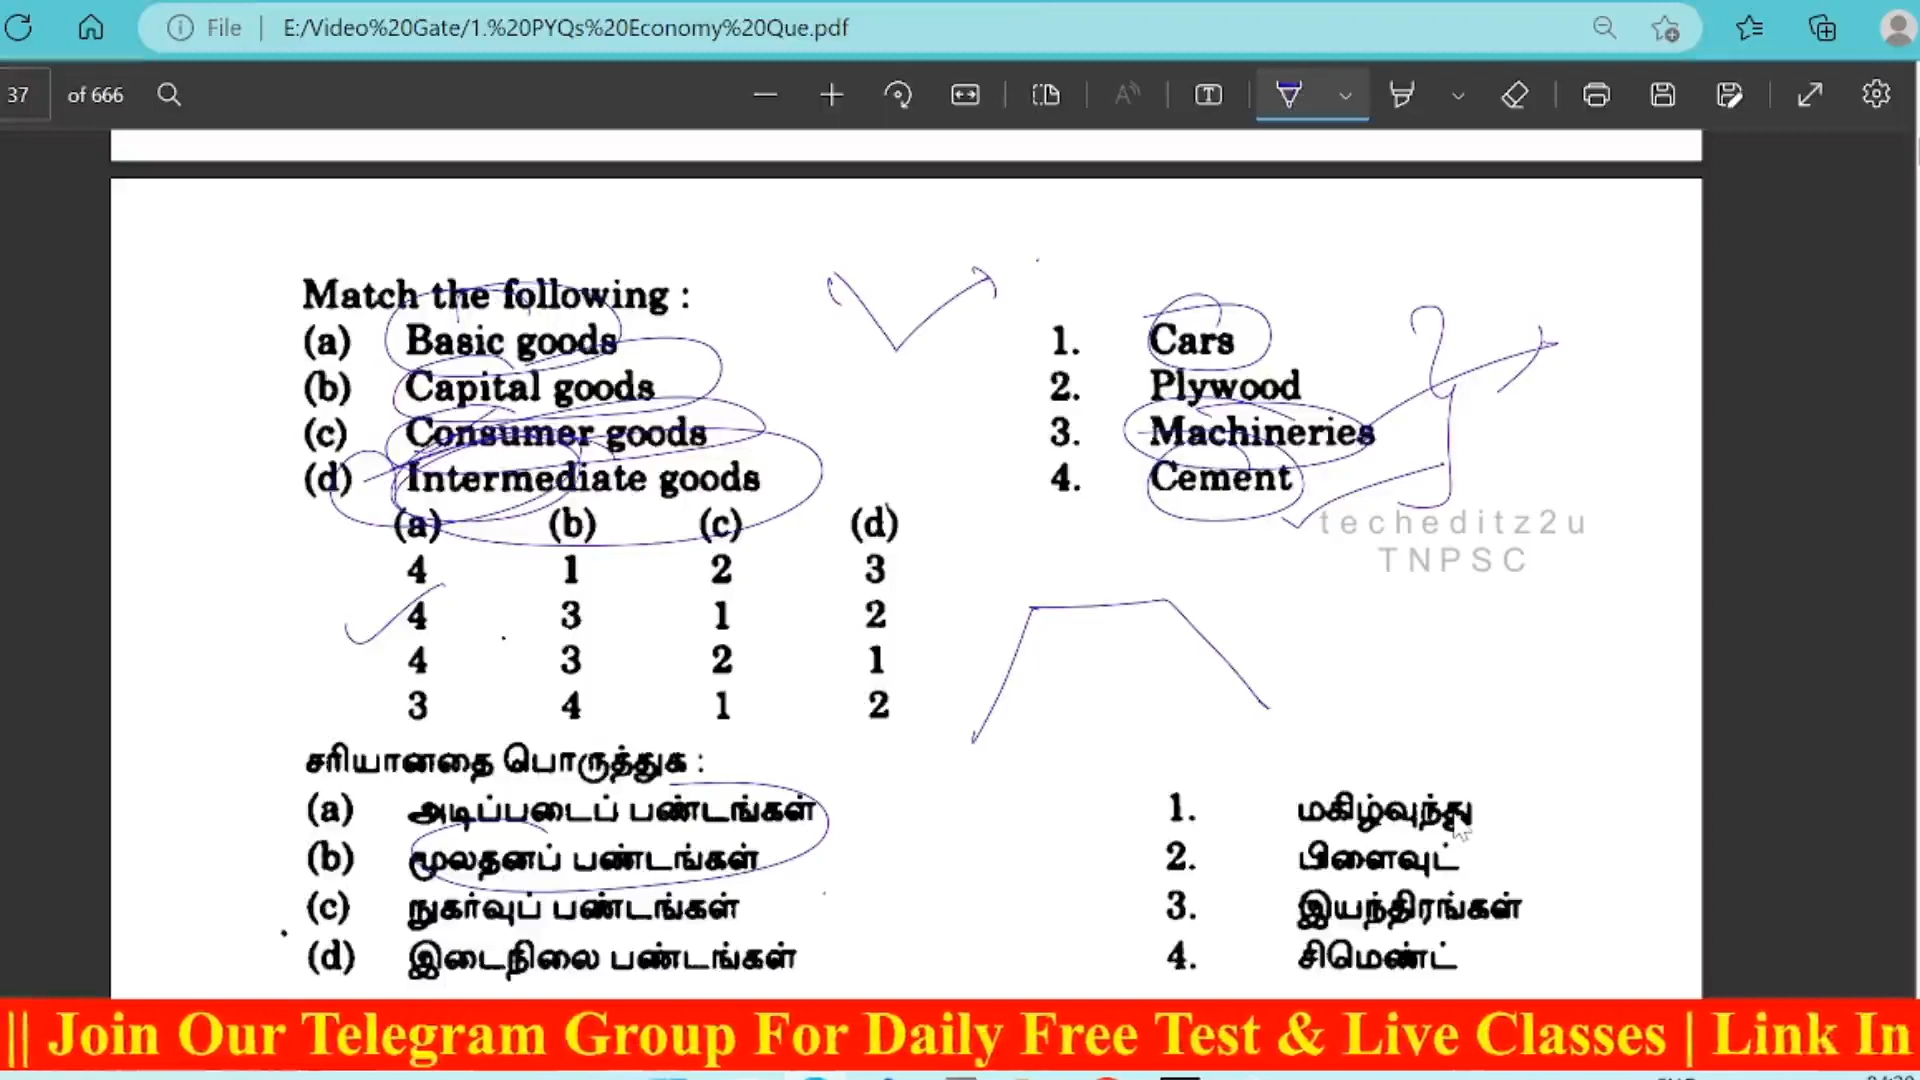 File E:/Video%20Gate/1.%20PYQs%20Economy%20Que.pdf
37 of 666
Match the following :
(a) Basic goods 1. Cars
(b) Capital goods 2. Plywood
(c) Consumer goods 3. Machineries
(d) Intermediate goods 4. Cement
(a) (b) (c) (d)
techeditz2u
TNPSC
4 1 2 3
4 3 1 2
4 3 2 1
3 4 1 2
சரியானதை பொருத்துக :
(a) அடிப்படைப் பண்டங்கள் 1. மகிழ்வுந்து
(b) மூலதனப் பண்டங்கள் 2. பிளைவுட்
(c) நுகர்வுப் பண்டங்கள் 3. இயந்திரங்கள்
(d) இடைநிலை பண்டங்கள் 4. சிமெண்ட்
|| Join Our Telegram Group For Daily Free Test & Live Classes | Link In